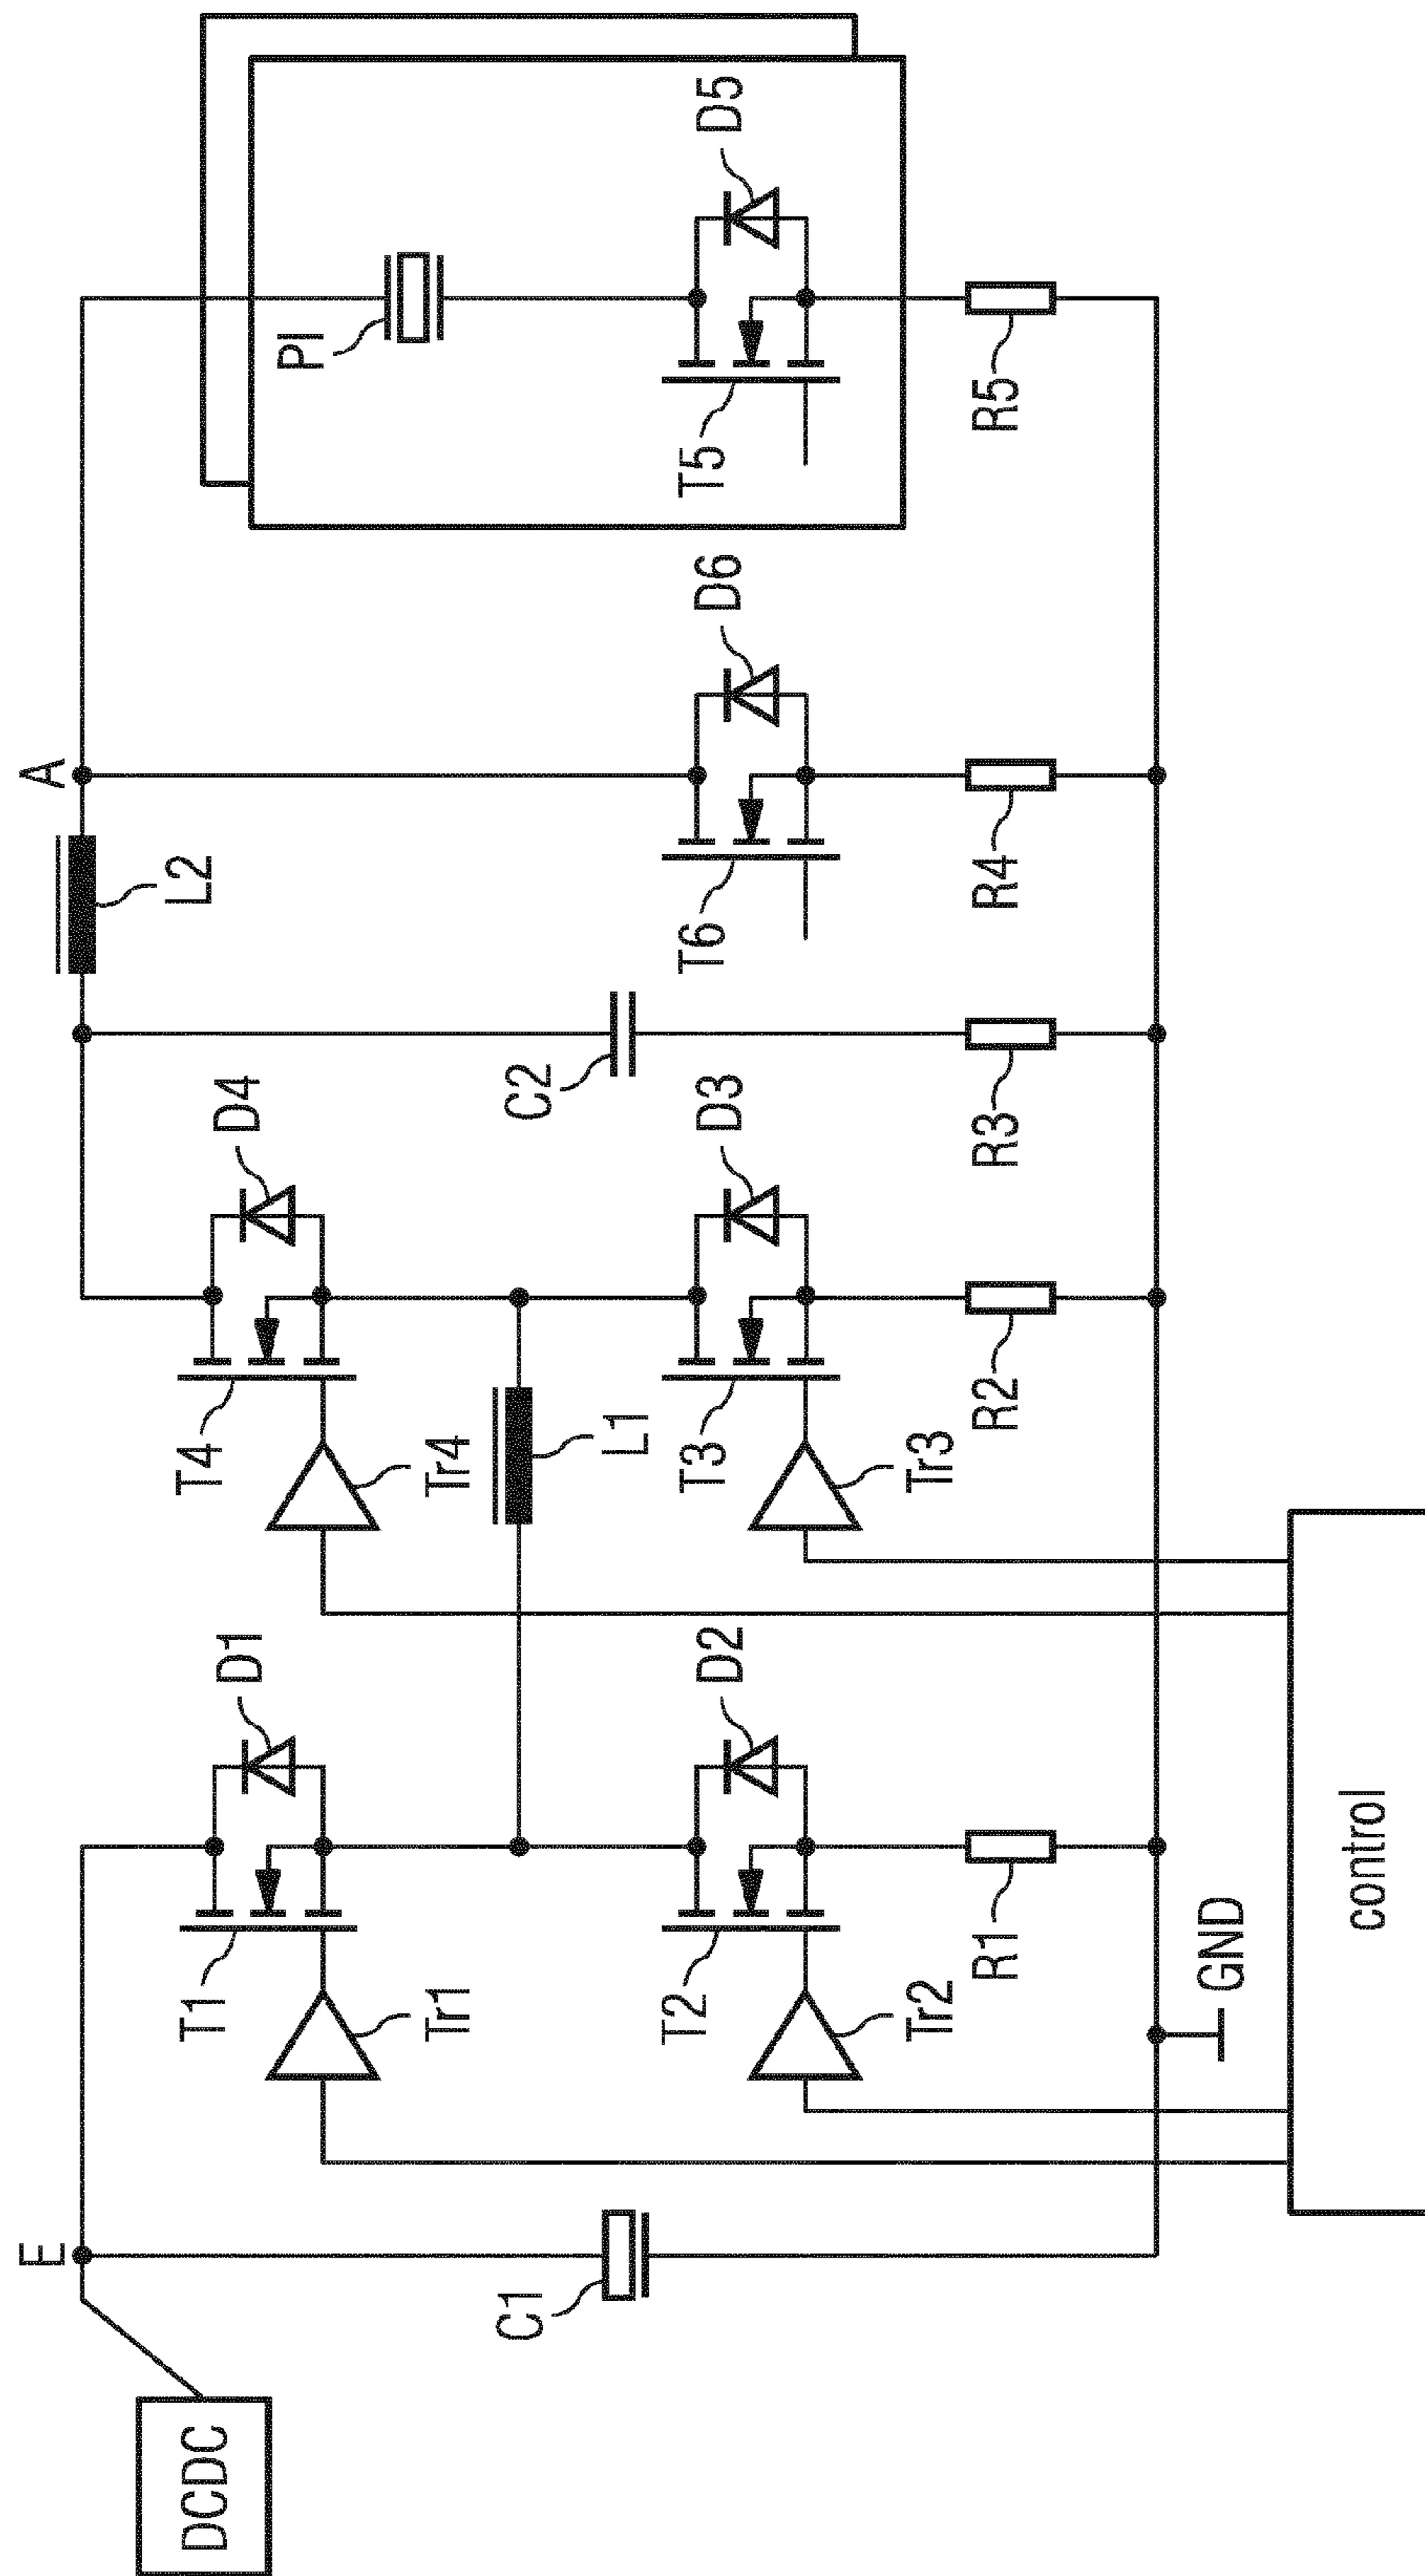 DCDC
E
C1
T1
D1
Tr1
T2
D2
Tr2
R1
GND
control
L1
T4
D4
Tr4
T3
D3
Tr3
R2
C2
R3
L2
A
T6
D6
R4
PI
T5
D5
R5